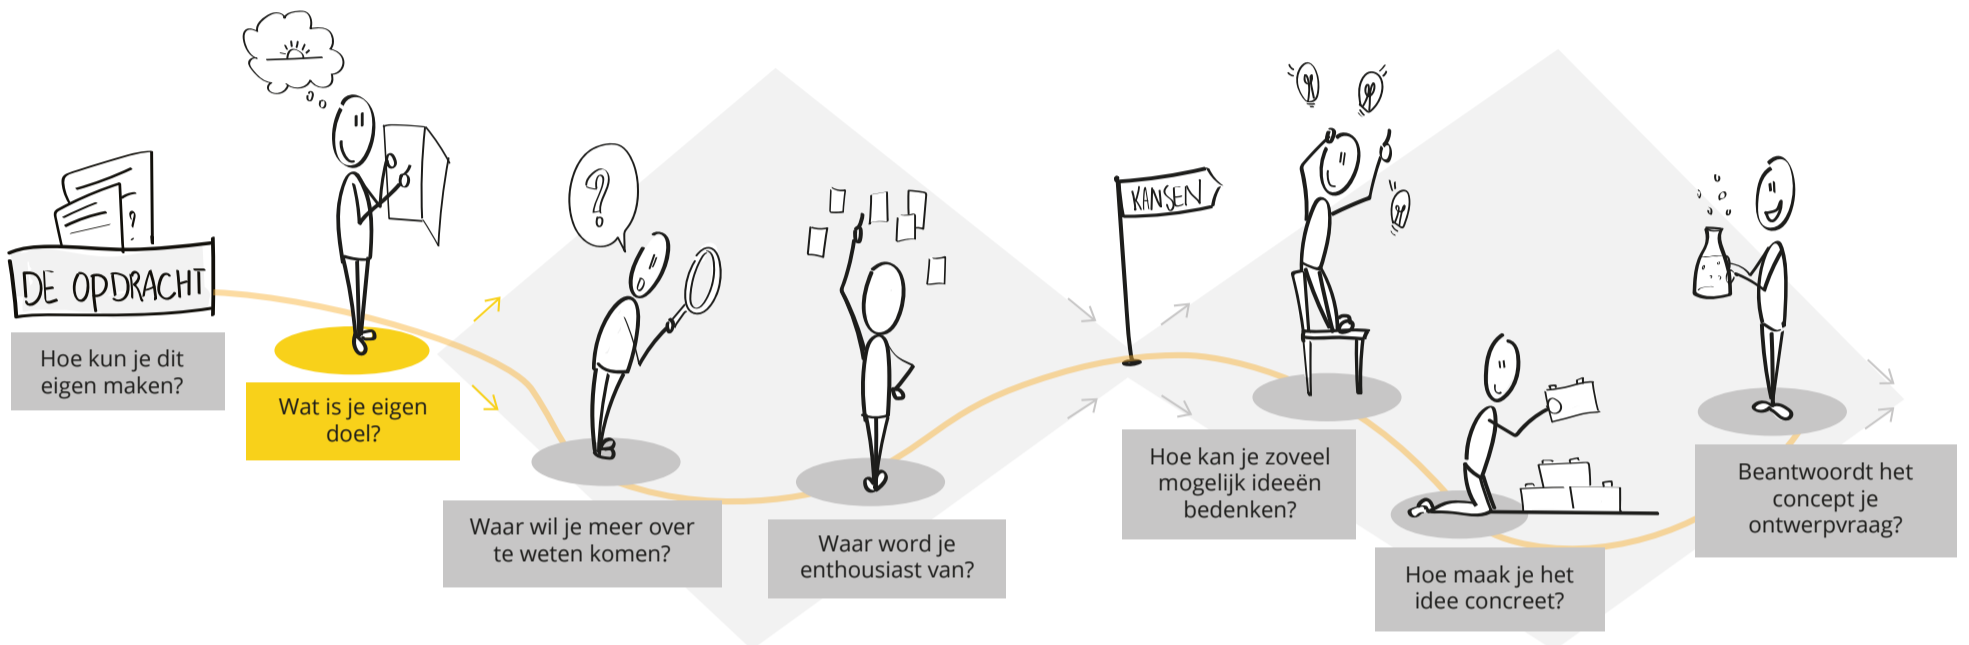 DE OPDRACHT
?
Hoe kun je dit
eigen maken?
Wat is je eigen
doel?
?
Waar wil je meer over
te weten komen?
Waar word je
enthousiast van?
KANSEN
Hoe kan je zoveel
mogelijk ideeën
bedenken?
Hoe maak je het
idee concreet?
Beantwoordt het
concept je
ontwerpvraag?